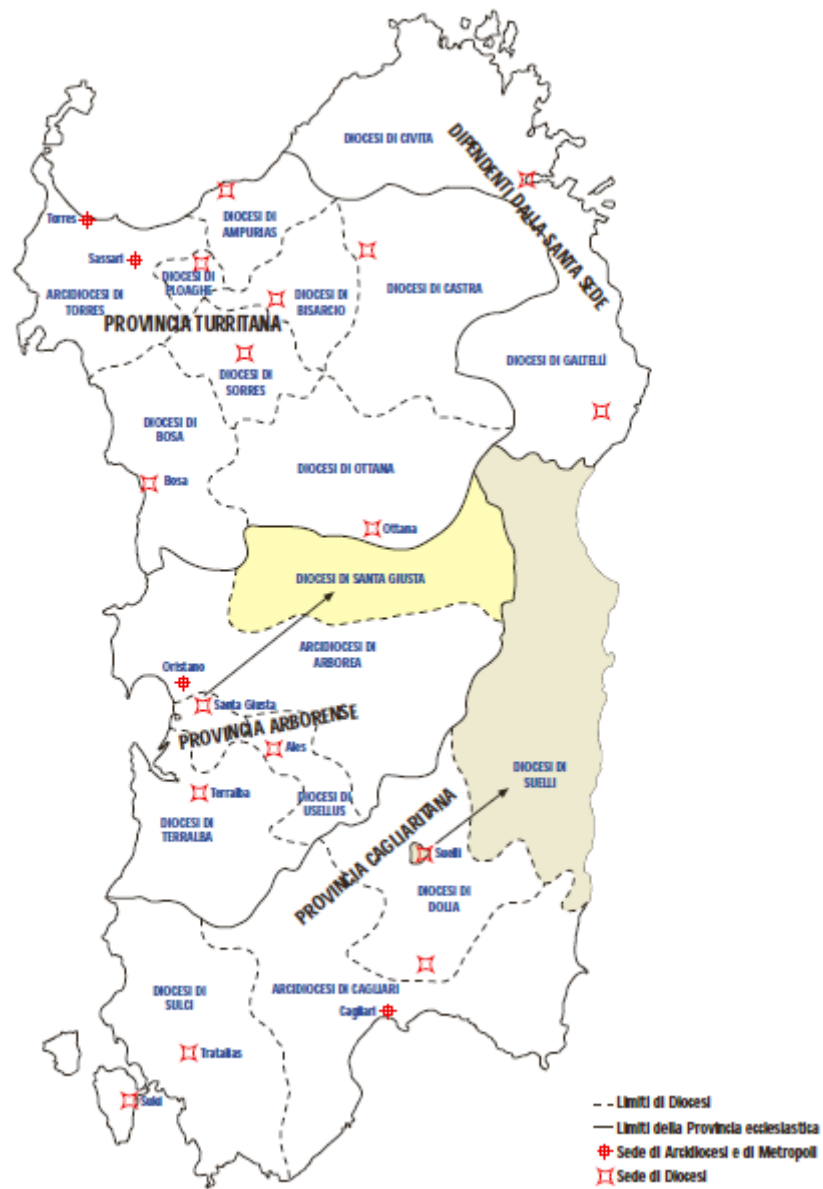 DIOCESI DI CIVITA
DIPENDENTI DALLA SANTA SEDE
DIOCESI DI
AMPURIAS
Torres
Sassari
DIOCESI DI
PLOAGHE
ARCIDIOCESI DI
TORRES
DIOCESI DI
BISARCIO
DIOCESI DI CASTRA
PROVINCIA TURRITANA
DIOCESI DI
SORRES
DIOCESI DI GALTELLÌ
DIOCESI DI
BOSA
Bosa
DIOCESI DI OTTANA
Ottana
DIOCESI DI SANTA GIUSTA
ARCIDIOCESI DI
ARBOREA
Oristano
Santa Giusta
PROVINCIA ARBORENSE
Ales
Terralba
DIOCESI DI
TERRALBA
DIOCESI DI
USELLUS
DIOCESI DI
SUELLI
PROVINCIA CAGLIARITANA
Suelli
DIOCESI DI
DOLIA
DIOCESI DI
SULCI
ARCIDIOCESI DI CAGLIARI
Cagliari
Tratalias
Sulci
Limiti di Diocesi
Limiti della Provincia ecclesiastica
Sede di Arcidiocesi e di Metropoli
Sede di Diocesi